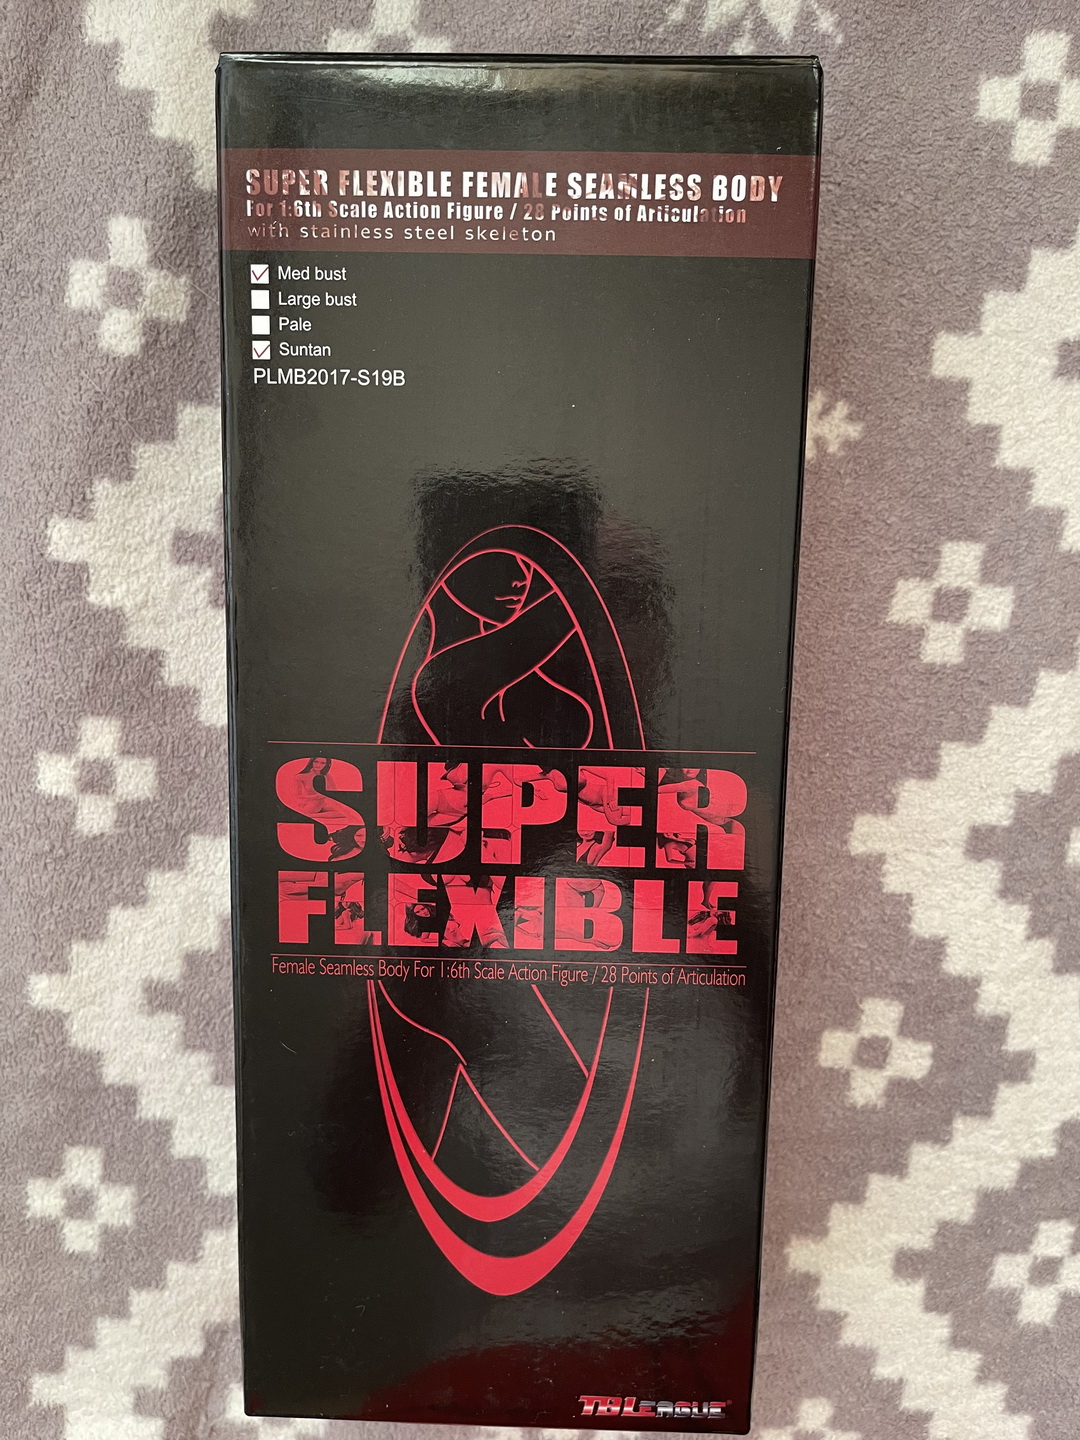 SUPER FLEXIBLE FEMALE SEAMLESS BODY
For 1:6th Scale Action Figure / 28 Points of Articulation
with stainless steel skeleton
Med bust
Large bust
Pale
Suntan
PLMB2017-S19B
SUPER
FLEXIBLE
Female Seamless Body For 1:6th Scale Action Figure / 28 Points of Articulation
TBLEAGUE